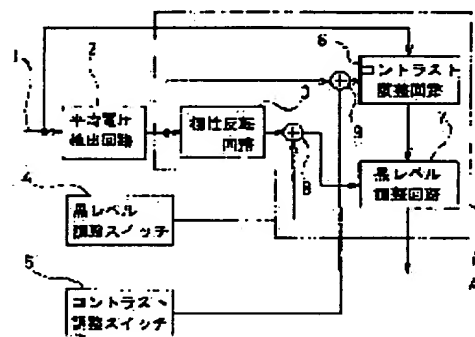 1
2
平均電圧
検出回路
3
極性反転
回路
8
6
コントラスト
調整回路
9
7
黒レベル
調整回路
4
黒レベル
調整スイッチ
5
コントラスト
調整スイッチ
A